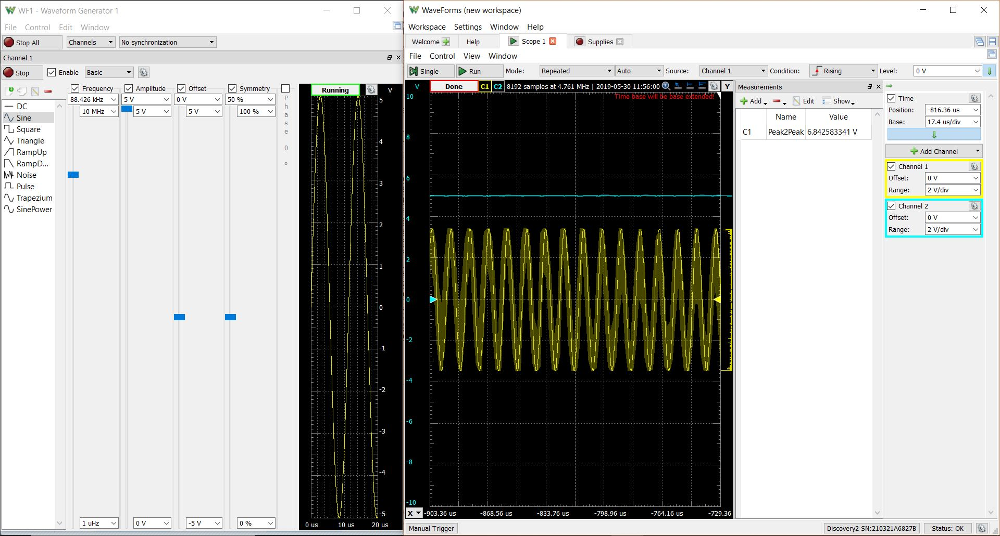 WF1 - Waveform Generator 1
File Control Edit Window
Stop All Channels No synchronization
Channel 1
Stop Enable Basic
Frequency Amplitude Offset Symmetry
88.426 kHz 5 V 0 V 50 %
10 MHz 5 V 5 V 100 %
Phase 0 °
DC
Sine
Square
Triangle
RampUp
RampD...
Noise
Pulse
Trapezium
SinePower
1 uHz 0 V -5 V 0 %
Running V
5
4
3
2
1
0
-1
-2
-3
-4
-5
0 us 10 us 20 us
WaveForms (new workspace)
Workspace Settings Window Help
Welcome Help Scope 1 Supplies
File Control View Window
Single Run Mode: Repeated Auto Source: Channel 1 Condition: Rising Level: 0 V
V Done C1 C2 8192 samples at 4.761 MHz | 2019-05-30 11:56:00 Y
Time base will be base extended!
10
8
6
4
2
0
-2
-4
-6
-8
-10
X -903.36 us -868.56 us -833.76 us -798.96 us -764.16 us -729.36
Measurements
Add Edit Show
Name Value
C1 Peak2Peak 6.842583341 V
Time
Position: -816.36 us
Base: 17.4 us/div
Add Channel
Channel 1
Offset: 0 V
Range: 2 V/div
Channel 2
Offset: 0 V
Range: 2 V/div
Manual Trigger Discovery2 SN:210321A6827B Status: OK